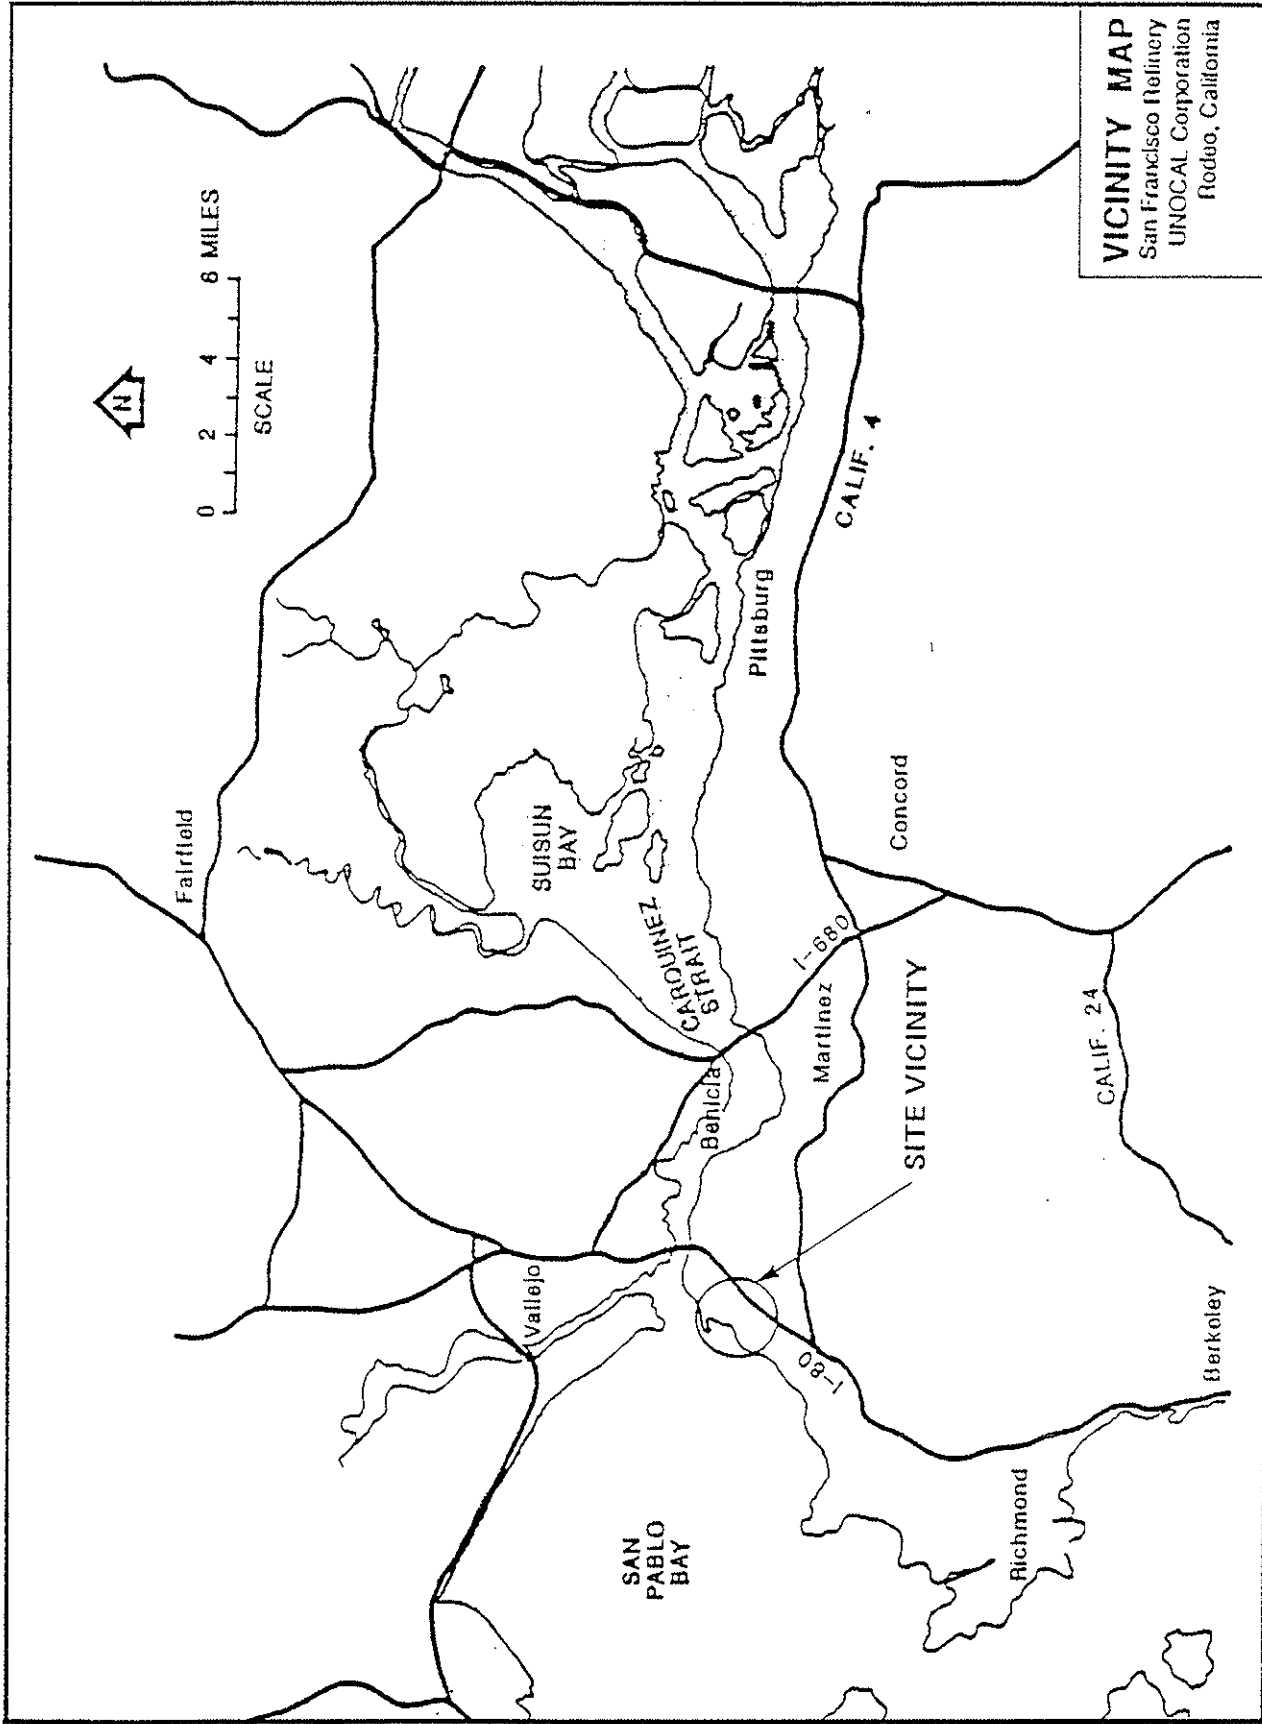 Fairfield
N
0 2 4 6 MILES
SCALE
SUISUN
BAY
CARQUINEZ
STRAIT
Vallejo
Benicia
SAN
PABLO
BAY
Pittsburg
CALIF. 4
I-680
Martinez
I-80
Concord
SITE VICINITY
Richmond
CALIF. 24
Berkeley
VICINITY MAP
San Francisco Refinery
UNOCAL Corporation
Rodeo, California